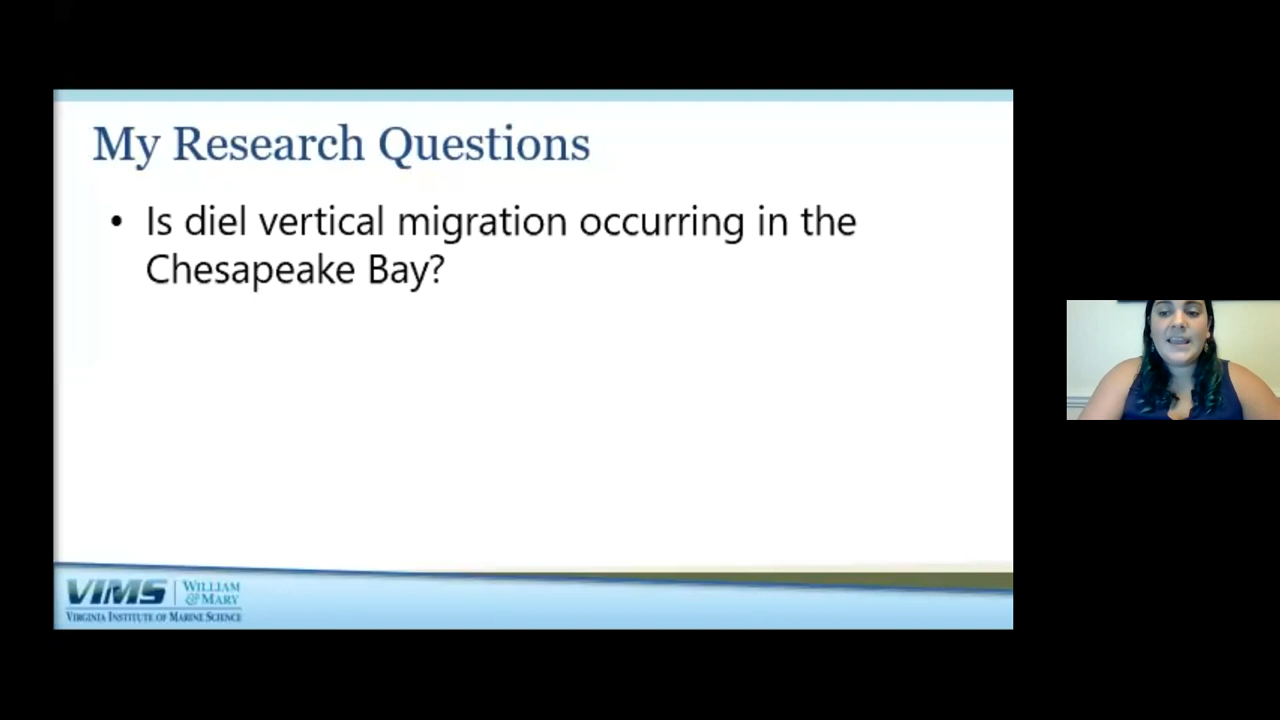 My Research Questions
• Is diel vertical migration occurring in the
Chesapeake Bay?
VIMS
WILLIAM
& MARY
VIRGINIA INSTITUTE OF MARINE SCIENCE